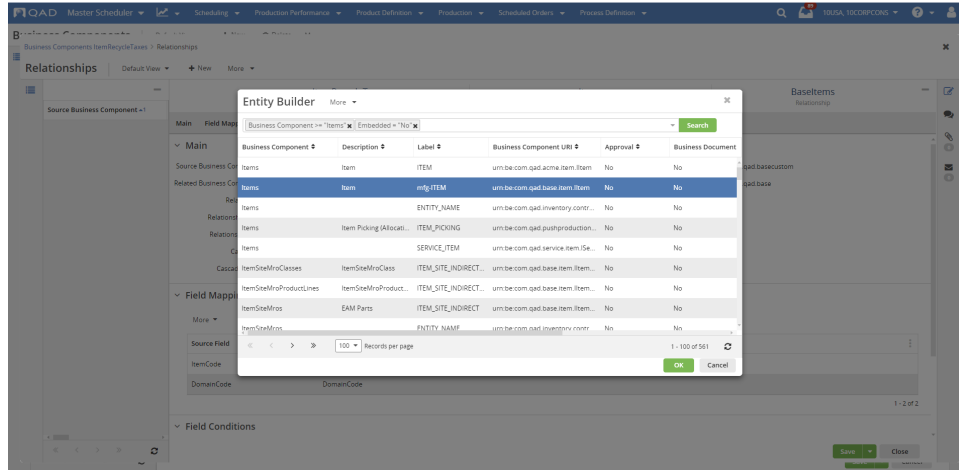 QAD Master Scheduler Scheduling Production Performance Product Definition Production Scheduled Orders Process Definition 10USA, 10CORPCONS
Business Components ItemRecycleTaxes > Relationships
Relationships Default View + New More
BaseItems
Relationship
Source Business Component
Main Field Mapp
Main
Source Business Con
qad.basecustom
Related Business Con
qad.base
Relations
Field Mappi
More
Source Field
ItemCode
DomainCode DomainCode
1 - 2 of 2
Field Conditions
Save Close
Entity Builder More
Business Component >= "Items" Embedded = "No" Search
Business Component Description Label Business Component URI Approval Business Document
Items Item ITEM urn:be:com.qad.acme.item.IItem No No
Items Item mfg-ITEM urn:be:com.qad.base.item.IItem No No
Items ENTITY_NAME urn:be:com.qad.inventory.contr... No No
Items Item Picking (Allocati... ITEM_PICKING urn:be:com.qad.pushproduction... No No
Items SERVICE_ITEM urn:be:com.qad.service.item.ISe... No No
ItemSiteMroClasses ItemSiteMroClass ITEM_SITE_INDIRECT... urn:be:com.qad.base.item.IItem... No No
ItemSiteMroProductLines ItemSiteMroProduct... ITEM_SITE_INDIRECT... urn:be:com.qad.base.item.IItem... No No
ItemSiteMros EAM Parts ITEM_SITE_INDIRECT urn:be:com.qad.base.item.IItem... No No
ItemSiteMros ENTITY_NAME urn:be:com.qad.inventory.contr... No No
100 Records per page 1 - 100 of 561
OK Cancel